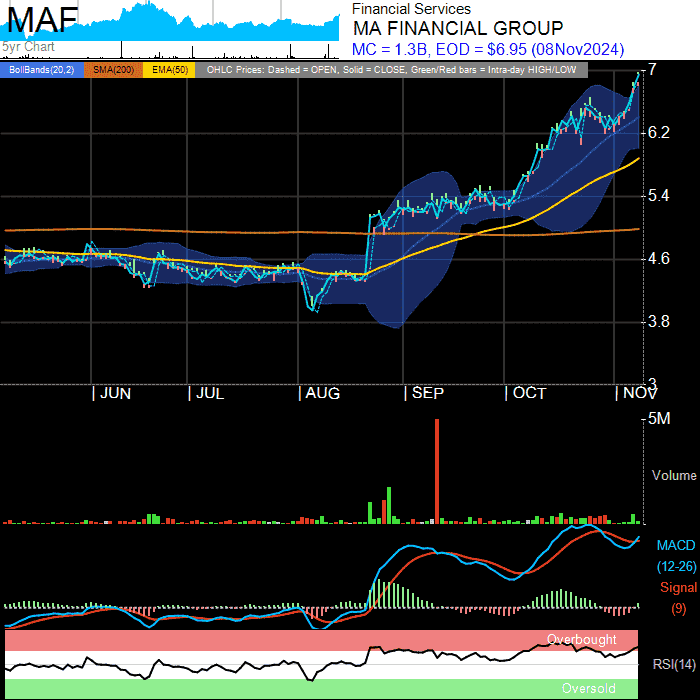 MAF
5yr Chart
Financial Services
MA FINANCIAL GROUP
MC = 1.3B, EOD = $6.95 (08Nov2024)
BollBands(20,2) SMA(200) EMA(50) OHLC Prices: Dashed = OPEN, Solid = CLOSE, Green/Red bars = Intra-day HIGH/LOW
7
6.2
5.4
4.6
3.8
3
| JUN | JUL | AUG | SEP | OCT | NOV
5M
Volume
MACD
(12-26)
Signal
(9)
Overbought
RSI(14)
Oversold